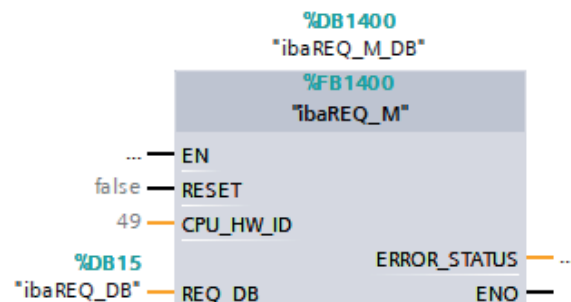 %DB1400
"ibaREQ_M_DB"
%FB1400
"ibaREQ_M"
... EN
false RESET
49 CPU_HW_ID
%DB15
ERROR_STATUS ...
"ibaREQ_DB" REQ_DB
ENO